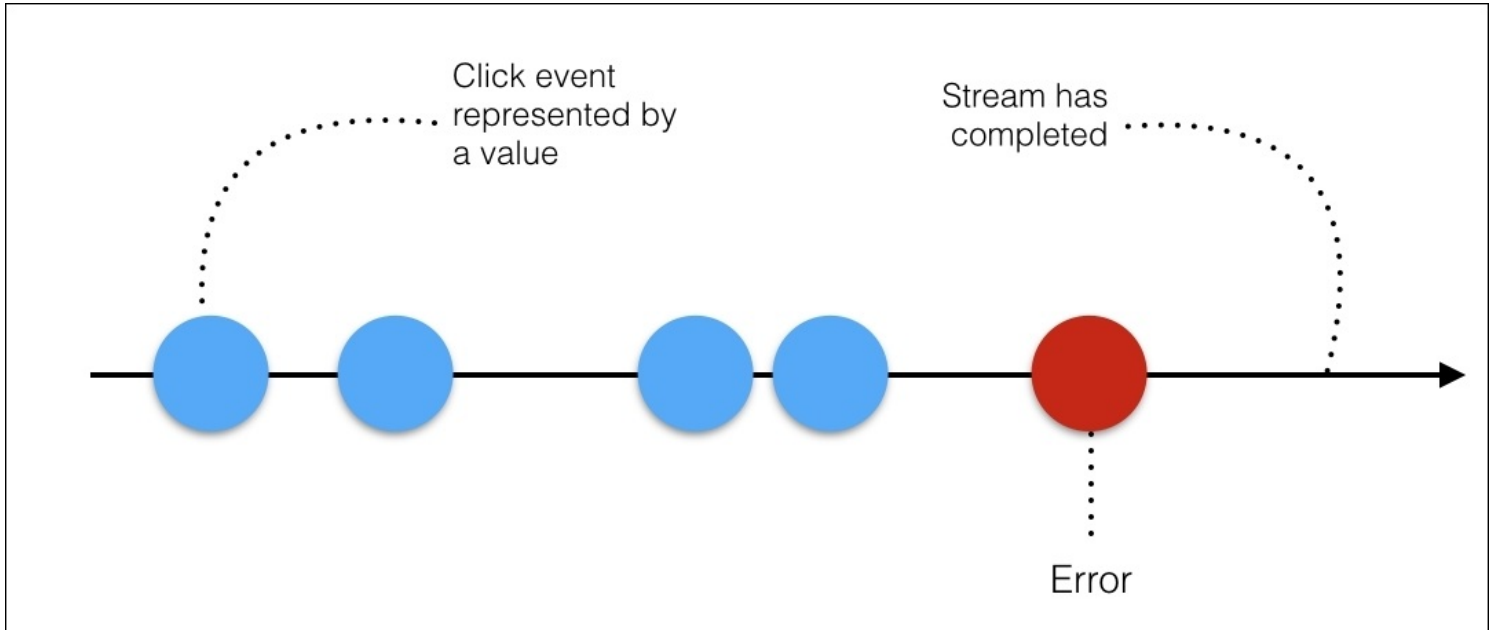 Click event
represented by
a value
Stream has
completed
Error